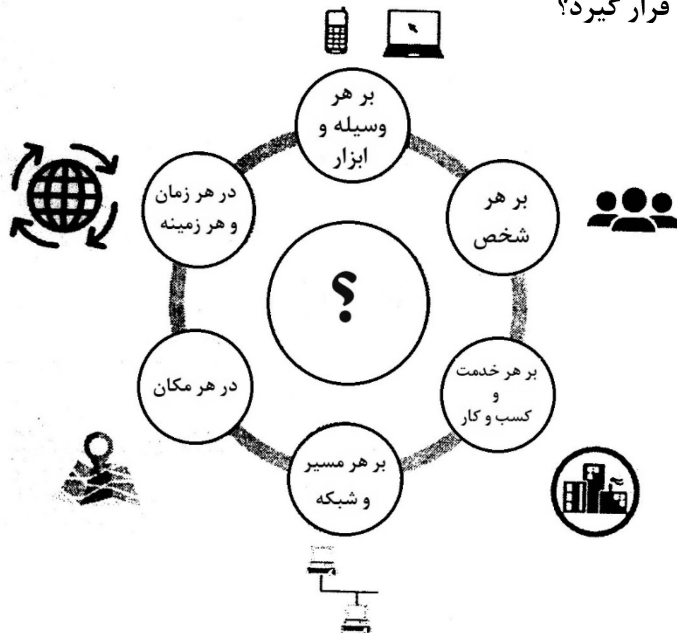 قرار گیرد؟
بر هر
وسیله و
ابزار
در هر زمان
و هر زمینه
بر هر
شخص
؟
در هر مکان
بر هر خدمت
و
کسب و کار
بر هر مسیر
و شبکه